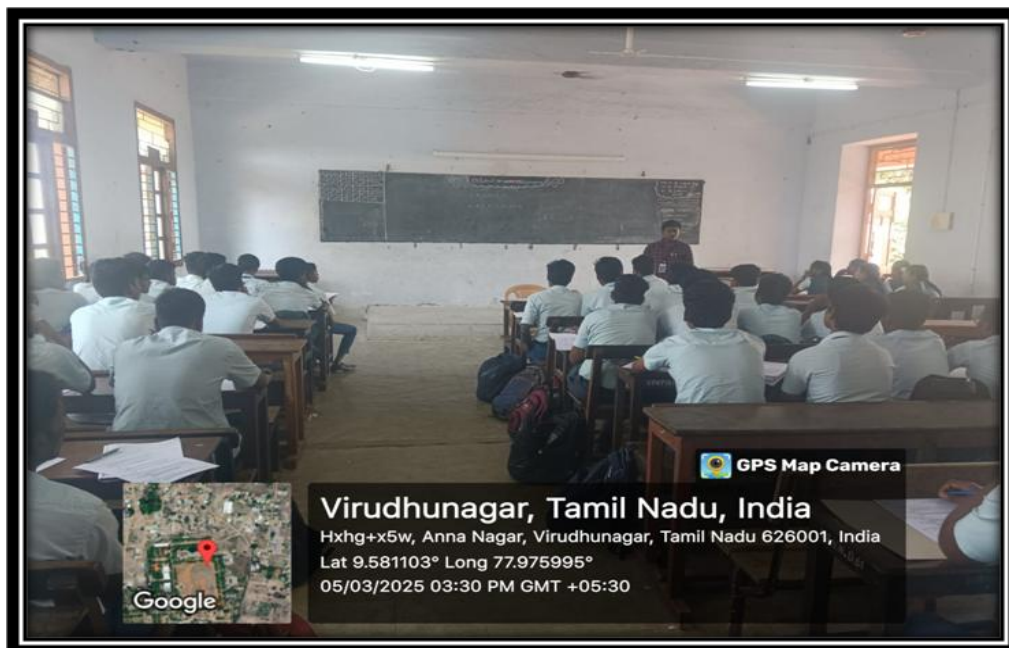 GPS Map Camera
Virudhunagar, Tamil Nadu, India
Hxhg+x5w, Anna Nagar, Virudhunagar, Tamil Nadu 626001, India
Lat 9.581103° Long 77.975995°
05/03/2025 03:30 PM GMT +05:30
Google